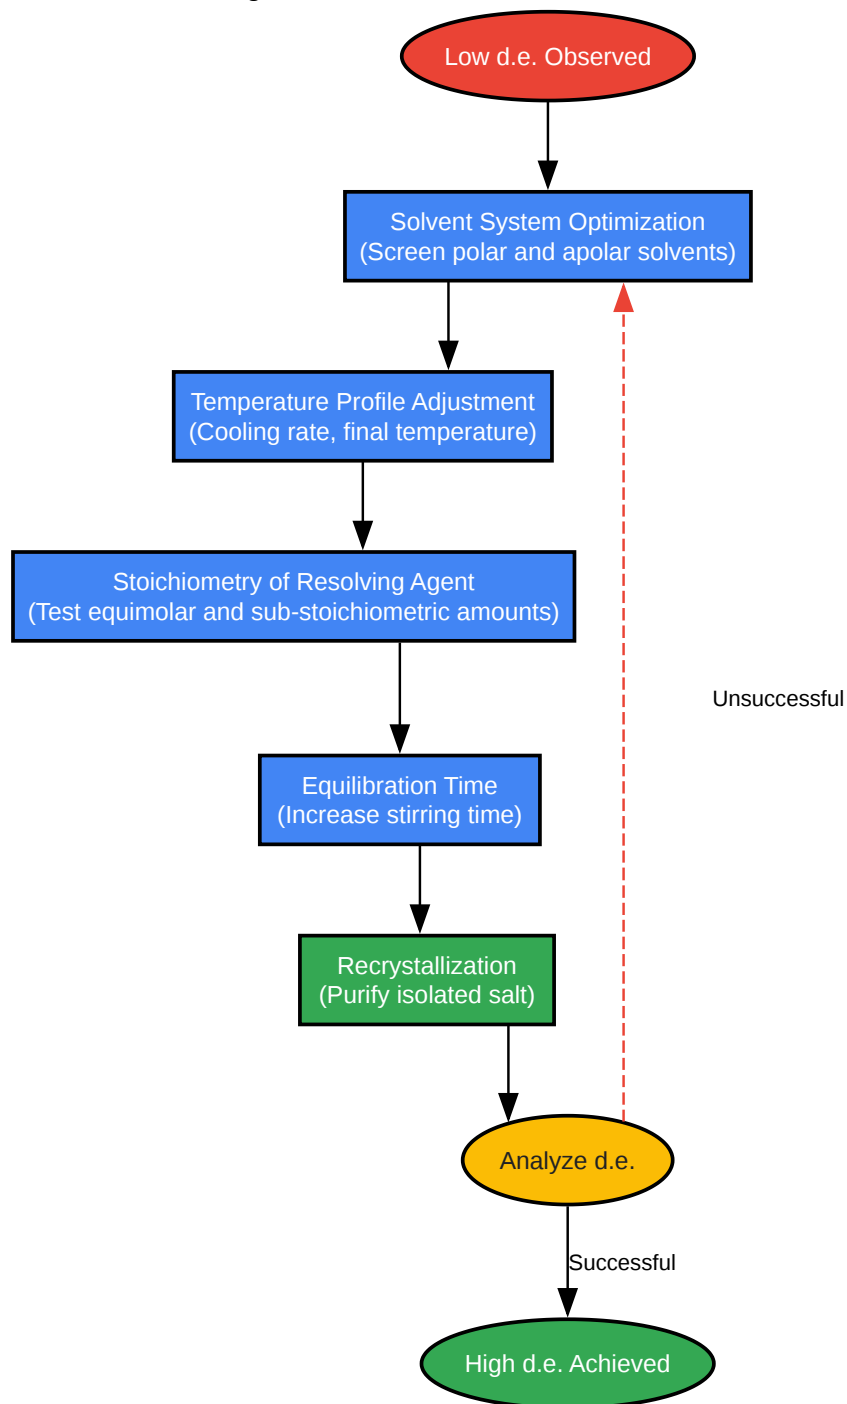 Low d.e. Observed
Solvent System Optimization
(Screen polar and apolar solvents)
Temperature Profile Adjustment
(Cooling rate, final temperature)
Stoichiometry of Resolving Agent
(Test equimolar and sub-stoichiometric amounts)
Unsuccessful
Equilibration Time
(Increase stirring time)
Recrystallization
(Purify isolated salt)
Analyze d.e.
Successful
High d.e. Achieved